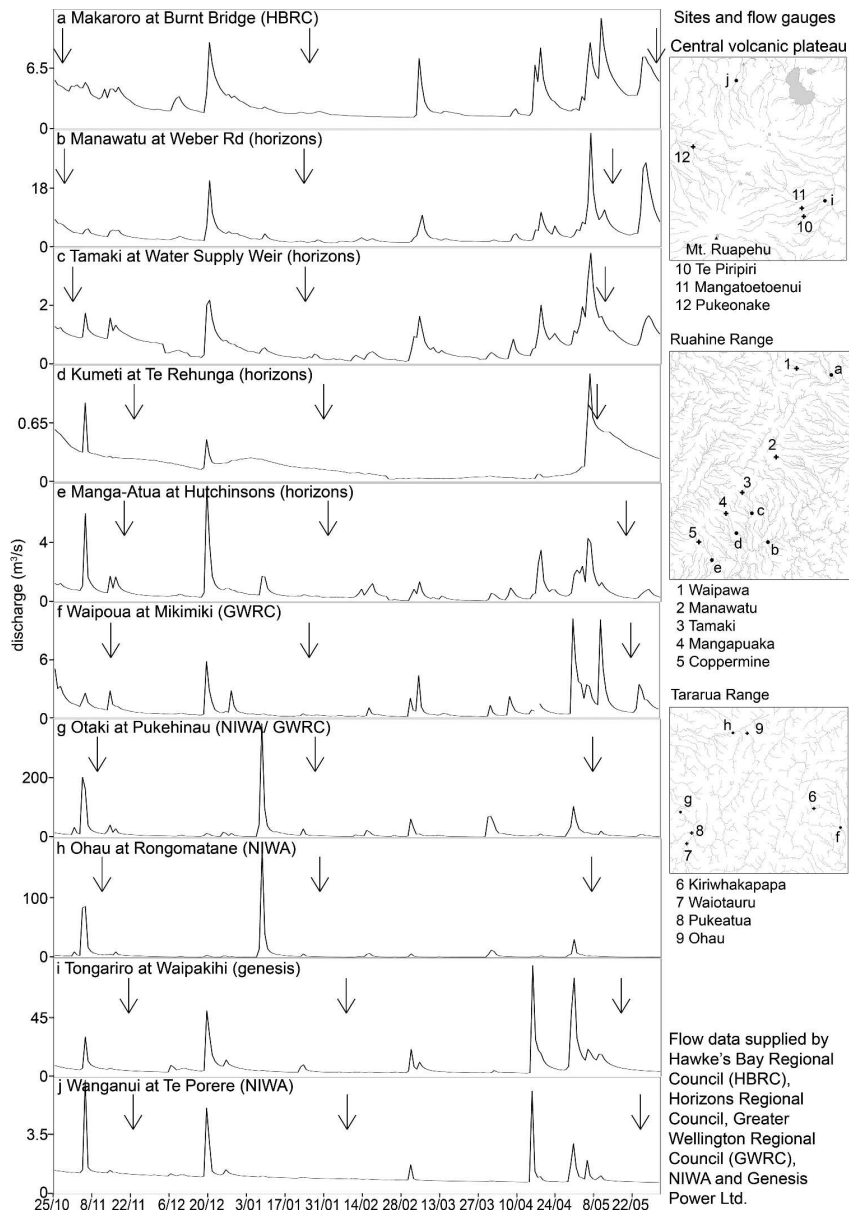 a Makaroro at Burnt Bridge (HBRC)
6.5
0
b Manawatu at Weber Rd (horizons)
18
0
c Tamaki at Water Supply Weir (horizons)
2
0
d Kumeti at Te Rehunga (horizons)
0.65
0
e Manga-Atua at Hutchinsons (horizons)
4
0
discharge (m³/s)
f Waipoua at Mikimiki (GWRC)
6
0
g Otaki at Pukehinau (NIWA/ GWRC)
200
0
h Ohau at Rongomatane (NIWA)
100
0
i Tongariro at Waipakihi (genesis)
45
0
j Wanganui at Te Porere (NIWA)
3.5
0
25/10 8/11 22/11 6/12 20/12 3/01 17/01 31/01 14/02 28/02 13/03 27/03 10/04 24/04 8/05 22/05
Sites and flow gauges
Central volcanic plateau
j
12
11
i
10
Mt. Ruapehu
10 Te Piripiri
11 Mangatoetoenui
12 Pukeonake
Ruahine Range
1
a
2
3
4
c
5
d
b
e
1 Waipawa
2 Manawatu
3 Tamaki
4 Mangapuaka
5 Coppermine
Tararua Range
h
9
g
6
8
f
7
6 Kiriwhakapapa
7 Waiotauru
8 Pukeatua
9 Ohau
Flow data supplied by
Hawke's Bay Regional
Council (HBRC),
Horizons Regional
Council, Greater
Wellington Regional
Council (GWRC),
NIWA and Genesis
Power Ltd.